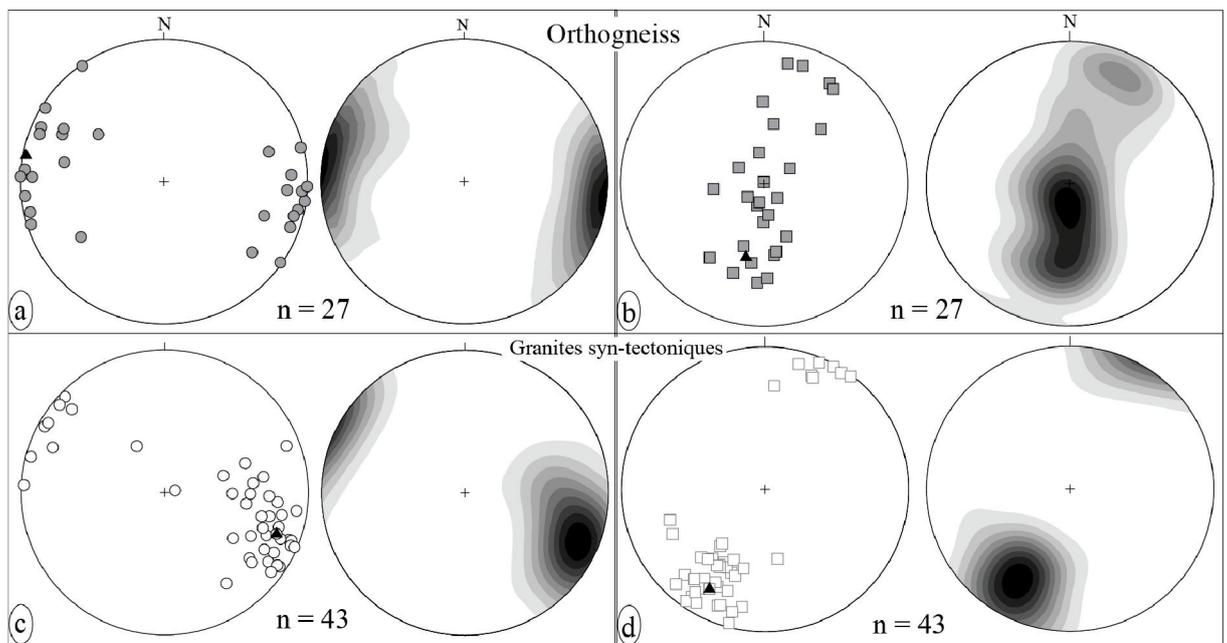 N
N
Orthogneiss
N
N
a
n = 27
b
n = 27
Granites syn-tectoniques
c
n = 43
d
n = 43